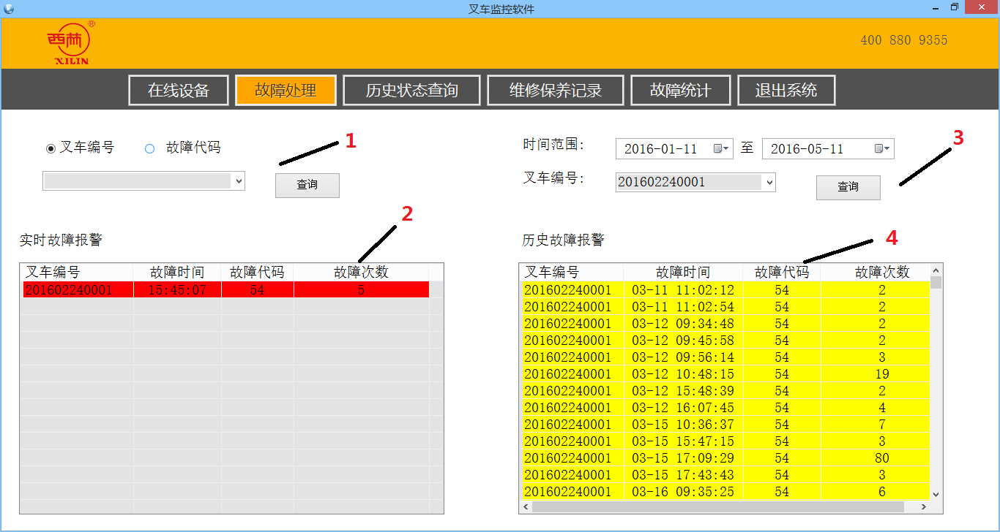 叉车监控软件
西林®
XILIN
400 880 9355
在线设备 故障处理 历史状态查询 维修保养记录 故障统计 退出系统
叉车编号 故障代码
查询
1
时间范围: 2016-01-11 至 2016-05-11
叉车编号: 201602240001
查询
3
实时故障报警
2
叉车编号 故障时间 故障代码 故障次数
201602240001 15:45:07 54 5
历史故障报警
4
叉车编号 故障时间 故障代码 故障次数
201602240001 03-11 11:02:12 54 2
201602240001 03-11 11:02:54 54 2
201602240001 03-12 09:34:48 54 2
201602240001 03-12 09:45:58 54 2
201602240001 03-12 09:56:14 54 3
201602240001 03-12 10:48:15 54 19
201602240001 03-12 15:48:39 54 2
201602240001 03-12 16:07:45 54 4
201602240001 03-15 10:36:37 54 7
201602240001 03-15 15:47:15 54 3
201602240001 03-15 17:09:29 54 80
201602240001 03-15 17:43:43 54 3
201602240001 03-16 09:35:25 54 6